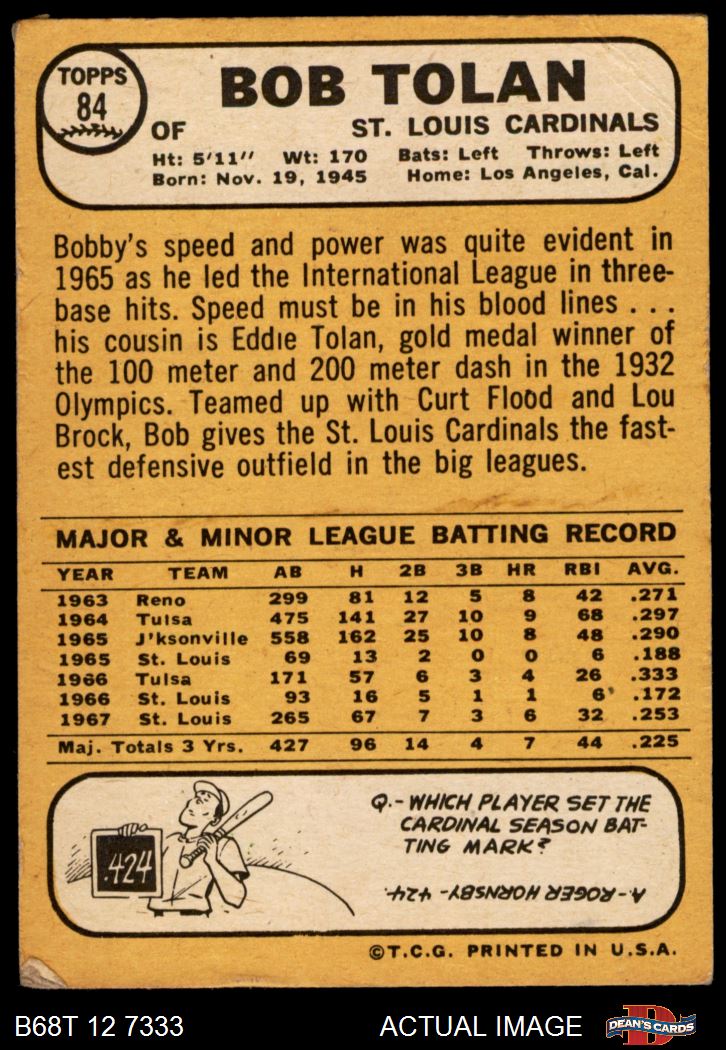 TOPPS
84
BOB TOLAN
OF ST. LOUIS CARDINALS
Ht: 5'11" Wt: 170 Bats: Left Throws: Left
Born: Nov. 19, 1945 Home: Los Angeles, Cal.
Bobby's speed and power was quite evident in
1965 as he led the International League in three-
base hits. Speed must be in his blood lines . . .
his cousin is Eddie Tolan, gold medal winner of
the 100 meter and 200 meter dash in the 1932
Olympics. Teamed up with Curt Flood and Lou
Brock, Bob gives the St. Louis Cardinals the fast-
est defensive outfield in the big leagues.
MAJOR & MINOR LEAGUE BATTING RECORD
YEAR TEAM AB H 2B 3B HR RBI AVG.
1963 Reno 299 81 12 5 8 42 .271
1964 Tulsa 475 141 27 10 9 68 .297
1965 J'ksonville 558 162 25 10 8 48 .290
1965 St. Louis 69 13 2 0 0 6 .188
1966 Tulsa 171 57 6 3 4 26 .333
1966 St. Louis 93 16 5 1 1 6 .172
1967 St. Louis 265 67 7 3 6 32 .253
Maj. Totals 3 Yrs. 427 96 14 4 7 44 .225
.424
Q.- WHICH PLAYER SET THE
CARDINAL SEASON BAT-
TING MARK?
A.- ROGER HORNSBY - 424.
©T.C.G. PRINTED IN U.S.A.
B68T 12 7333 ACTUAL IMAGE
D
DEAN'S CARDS